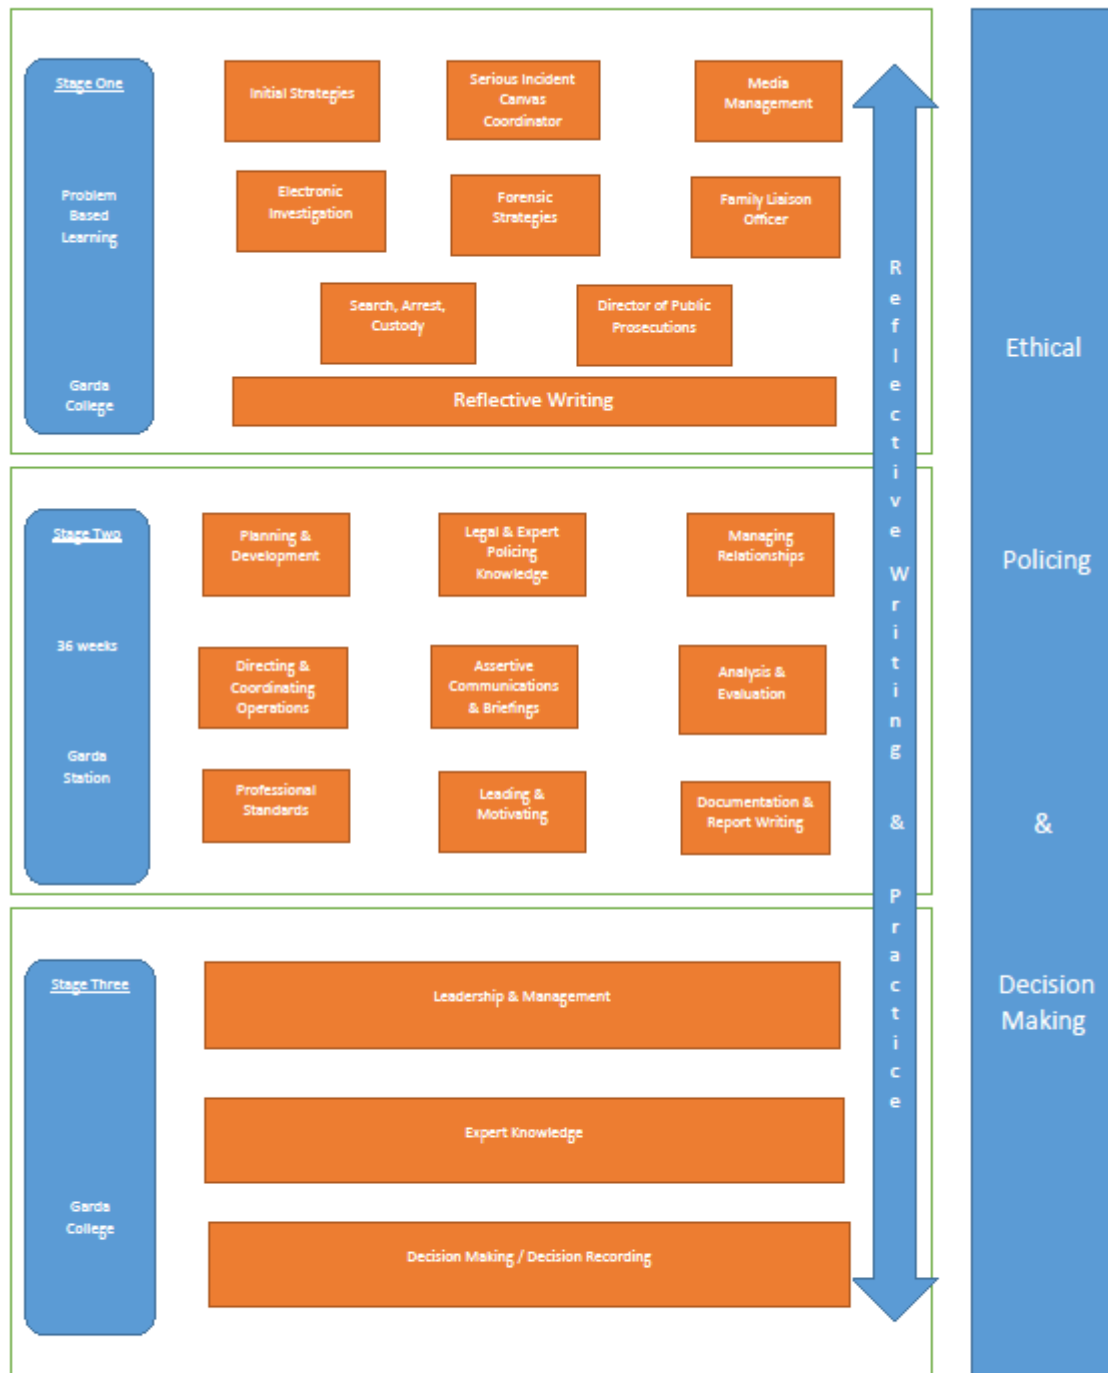 Stage One
Problem
Based
Learning
Garda
College
Initial Strategies
Serious Incident
Canvas
Coordinator
Media
Management
Electronic
Investigation
Forensic
Strategies
Family Liaison
Officer
Search, Arrest,
Custody
Director of Public
Prosecutions
Reflective Writing
Stage Two
36 weeks
Garda
Station
Planning &
Development
Legal & Expert
Policing
Knowledge
Managing
Relationships
Directing &
Coordinating
Operations
Assertive
Communications
& Briefings
Analysis &
Evaluation
Professional
Standards
Leading &
Motivating
Documentation &
Report Writing
Stage Three
Garda
College
Leadership & Management
Expert Knowledge
Decision Making / Decision Recording
Reflective Writing & Practice
Ethical
Policing
&
Decision
Making